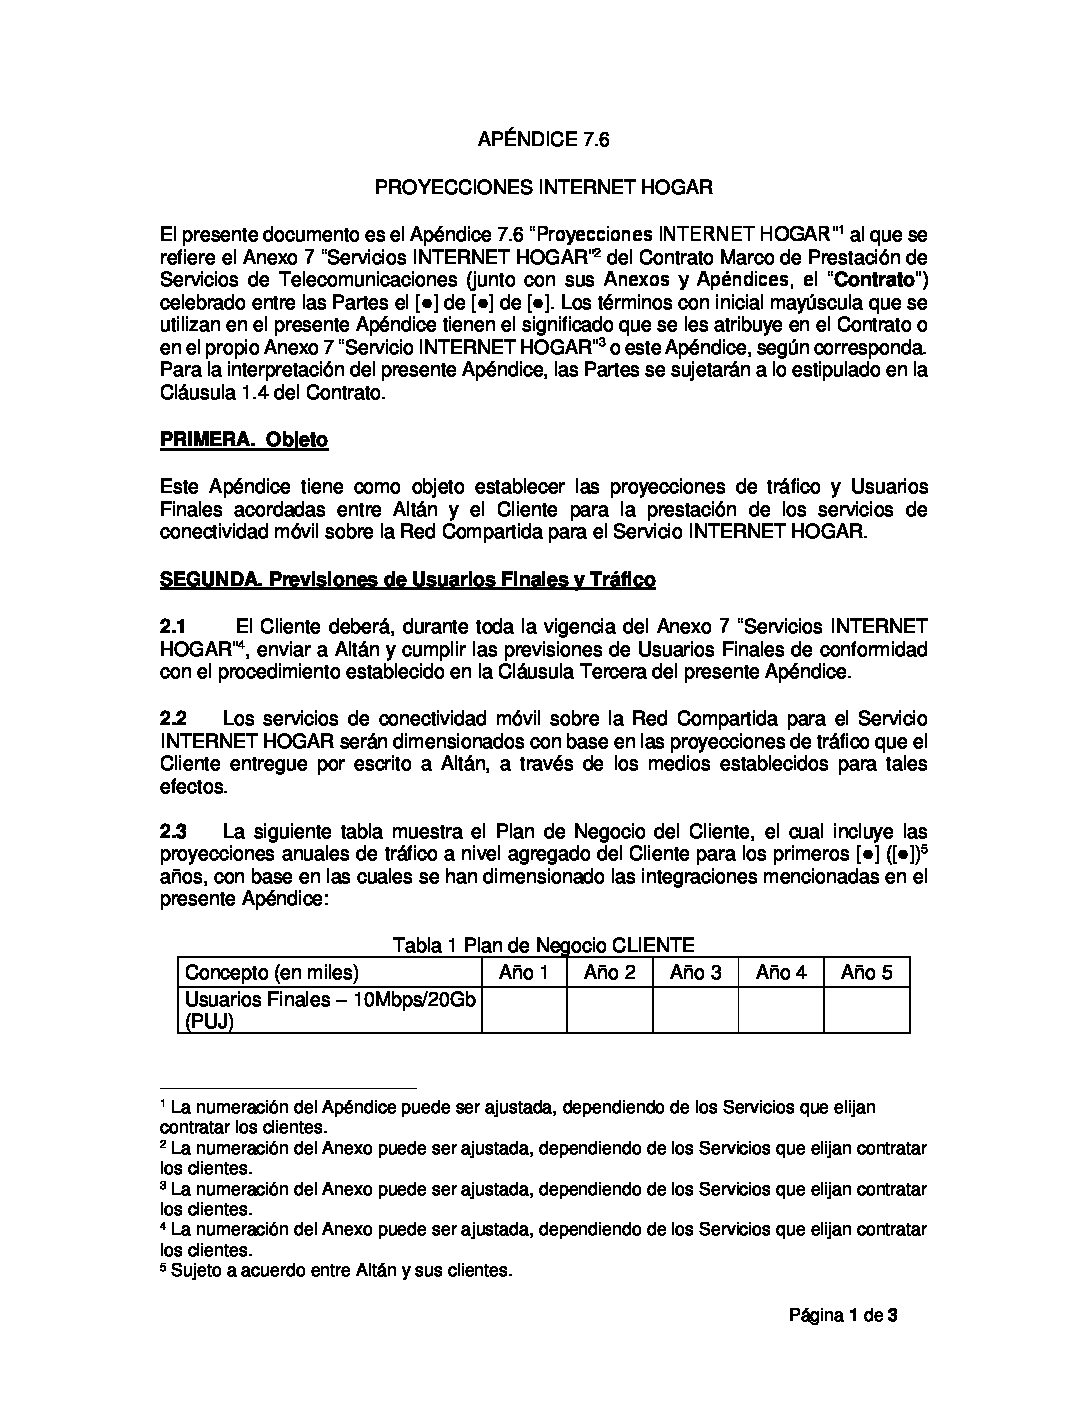 APÉNDICE 7.6
PROYECCIONES INTERNET HOGAR
El presente documento es el Apéndice 7.6 “Proyecciones INTERNET HOGAR”¹ al que se
refiere el Anexo 7 “Servicios INTERNET HOGAR”² del Contrato Marco de Prestación de
Servicios de Telecomunicaciones (junto con sus Anexos y Apéndices, el “Contrato”)
celebrado entre las Partes el [●] de [●] de [●]. Los términos con inicial mayúscula que se
utilizan en el presente Apéndice tienen el significado que se les atribuye en el Contrato o
en el propio Anexo 7 “Servicio INTERNET HOGAR”³ o este Apéndice, según corresponda.
Para la interpretación del presente Apéndice, las Partes se sujetarán a lo estipulado en la
Cláusula 1.4 del Contrato.
PRIMERA. Objeto
Este Apéndice tiene como objeto establecer las proyecciones de tráfico y Usuarios
Finales acordadas entre Altán y el Cliente para la prestación de los servicios de
conectividad móvil sobre la Red Compartida para el Servicio INTERNET HOGAR.
SEGUNDA. Previsiones de Usuarios Finales y Tráfico
2.1 El Cliente deberá, durante toda la vigencia del Anexo 7 “Servicios INTERNET
HOGAR”⁴, enviar a Altán y cumplir las previsiones de Usuarios Finales de conformidad
con el procedimiento establecido en la Cláusula Tercera del presente Apéndice.
2.2 Los servicios de conectividad móvil sobre la Red Compartida para el Servicio
INTERNET HOGAR serán dimensionados con base en las proyecciones de tráfico que el
Cliente entregue por escrito a Altán, a través de los medios establecidos para tales
efectos.
2.3 La siguiente tabla muestra el Plan de Negocio del Cliente, el cual incluye las
proyecciones anuales de tráfico a nivel agregado del Cliente para los primeros [●] ([●])⁵
años, con base en las cuales se han dimensionado las integraciones mencionadas en el
presente Apéndice:
Tabla 1 Plan de Negocio CLIENTE
Concepto (en miles) Año 1 Año 2 Año 3 Año 4 Año 5
Usuarios Finales – 10Mbps/20Gb
(PUJ)
¹ La numeración del Apéndice puede ser ajustada, dependiendo de los Servicios que elijan
contratar los clientes.
² La numeración del Anexo puede ser ajustada, dependiendo de los Servicios que elijan contratar
los clientes.
³ La numeración del Anexo puede ser ajustada, dependiendo de los Servicios que elijan contratar
los clientes.
⁴ La numeración del Anexo puede ser ajustada, dependiendo de los Servicios que elijan contratar
los clientes.
⁵ Sujeto a acuerdo entre Altán y sus clientes.
Página 1 de 3